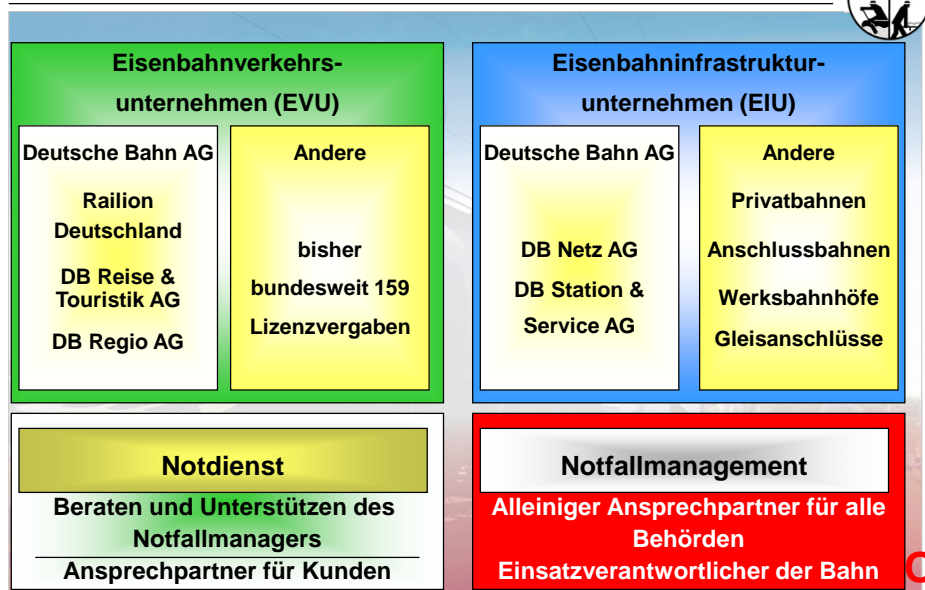 Eisenbahnverkehrs-
unternehmen (EVU)
Deutsche Bahn AG
Railion
Deutschland
DB Reise &
Touristik AG
DB Regio AG
Andere
bisher
bundesweit 159
Lizenzvergaben
Eisenbahninfrastruktur-
unternehmen (EIU)
Deutsche Bahn AG
DB Netz AG
DB Station &
Service AG
Andere
Privatbahnen
Anschlussbahnen
Werksbahnhöfe
Gleisanschlüsse
Notdienst
Beraten und Unterstützen des
Notfallmanagers
Ansprechpartner für Kunden
Notfallmanagement
Alleiniger Ansprechpartner für alle
Behörden
Einsatzverantwortlicher der Bahn